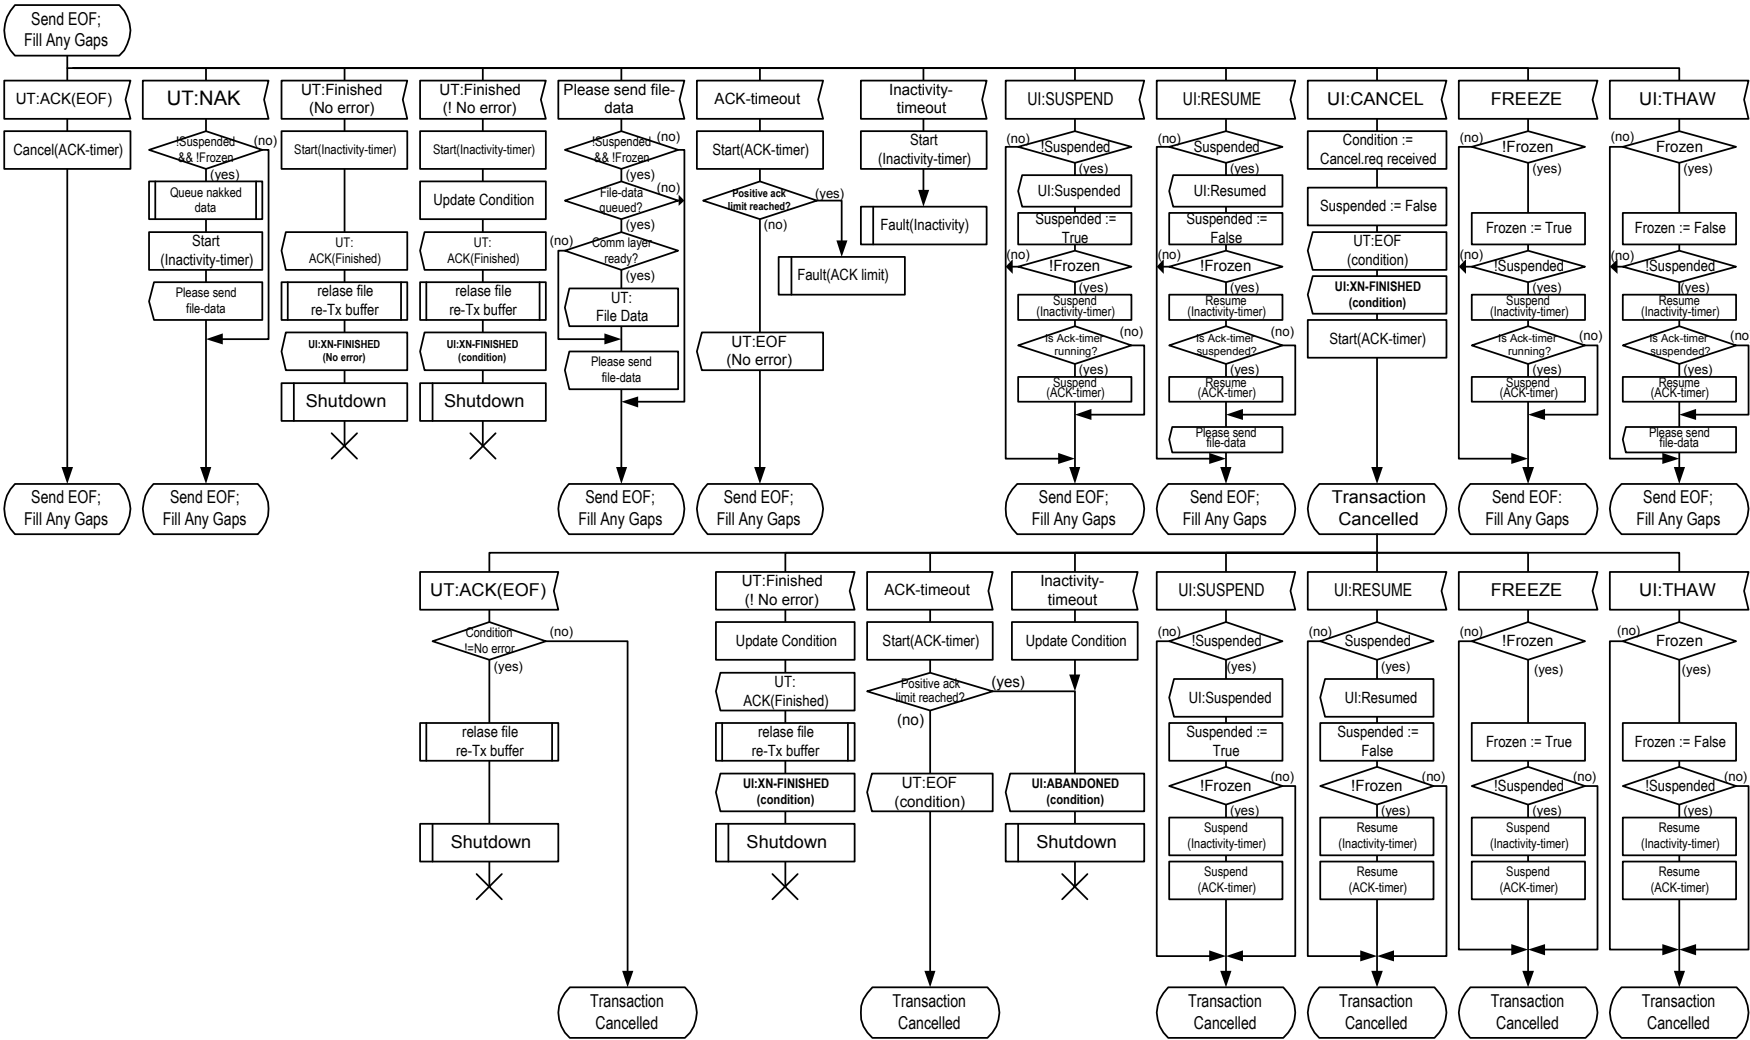 Send EOF;
Fill Any Gaps
UT:ACK(EOF)
Cancel(ACK-timer)
Send EOF;
Fill Any Gaps
UT:NAK
!Suspended
&& !Frozen
(no)
(yes)
Queue nakked
data
Start
(Inactivity-timer)
Please send
file-data
Send EOF;
Fill Any Gaps
UT:Finished
(No error)
Start(Inactivity-timer)
UT:
ACK(Finished)
relase file
re-Tx buffer
UI:XN-FINISHED
(No error)
Shutdown
UT:Finished
(! No error)
Start(Inactivity-timer)
Update Condition
UT:
ACK(Finished)
relase file
re-Tx buffer
UI:XN-FINISHED
(condition)
Shutdown
Please send file-
data
!Suspended
&& !Frozen
(no)
(yes)
File-data
queued?
(no)
(yes)
Comm layer
ready?
(no)
(yes)
UT:
File Data
Please send
file-data
Send EOF;
Fill Any Gaps
ACK-timeout
Start(ACK-timer)
Positive ack
limit reached?
(yes)
(no)
Fault(ACK limit)
UT:EOF
(No error)
Send EOF;
Fill Any Gaps
Inactivity-
timeout
Start
(Inactivity-timer)
Fault(Inactivity)
UI:SUSPEND
(no)
!Suspended
(yes)
UI:Suspended
Suspended :=
True
(no)
!Frozen
(yes)
Suspend
(Inactivity-timer)
Is Ack-timer
running?
(no)
(yes)
Suspend
(ACK-timer)
Send EOF;
Fill Any Gaps
UI:RESUME
(no)
Suspended
(yes)
UI:Resumed
Suspended :=
False
(no)
!Frozen
(yes)
Resume
(Inactivity-timer)
Is Ack-timer
suspended?
(no)
(yes)
Resume
(ACK-timer)
Please send
file-data
Send EOF;
Fill Any Gaps
UI:CANCEL
Condition :=
Cancel.req received
Suspended := False
UT:EOF
(condition)
UI:XN-FINISHED
(condition)
Start(ACK-timer)
Transaction
Cancelled
FREEZE
(no)
!Frozen
(yes)
Frozen := True
(no)
!Suspended
(yes)
Suspend
(Inactivity-timer)
Is Ack-timer
running?
(no)
(yes)
Suspend
(ACK-timer)
Send EOF:
Fill Any Gaps
UI:THAW
(no)
Frozen
(yes)
Frozen := False
(no)
!Suspended
(yes)
Resume
(Inactivity-timer)
Is Ack-timer
suspended?
(no)
(yes)
Resume
(ACK-timer)
Please send
file-data
Send EOF;
Fill Any Gaps
UT:ACK(EOF)
Condition
!=No error
(no)
(yes)
relase file
re-Tx buffer
Shutdown
Transaction
Cancelled
UT:Finished
(! No error)
Update Condition
UT:
ACK(Finished)
relase file
re-Tx buffer
UI:XN-FINISHED
(condition)
Shutdown
ACK-timeout
Start(ACK-timer)
Positive ack
limit reached?
(yes)
(no)
UT:EOF
(condition)
Transaction
Cancelled
Inactivity-
timeout
Update Condition
UI:ABANDONED
(condition)
Shutdown
UI:SUSPEND
(no)
!Suspended
(yes)
UI:Suspended
Suspended :=
True
!Frozen
(no)
(yes)
Suspend
(Inactivity-timer)
Suspend
(ACK-timer)
Transaction
Cancelled
UI:RESUME
(no)
Suspended
(yes)
UI:Resumed
Suspended :=
False
!Frozen
(no)
(yes)
Resume
(Inactivity-timer)
Resume
(ACK-timer)
Transaction
Cancelled
FREEZE
(no)
!Frozen
(yes)
Frozen := True
!Suspended
(no)
(yes)
Suspend
(Inactivity-timer)
Suspend
(ACK-timer)
Transaction
Cancelled
UI:THAW
(no)
Frozen
(yes)
Frozen := False
!Suspended
(no)
(yes)
Resume
(Inactivity-timer)
Resume
(ACK-timer)
Transaction
Cancelled